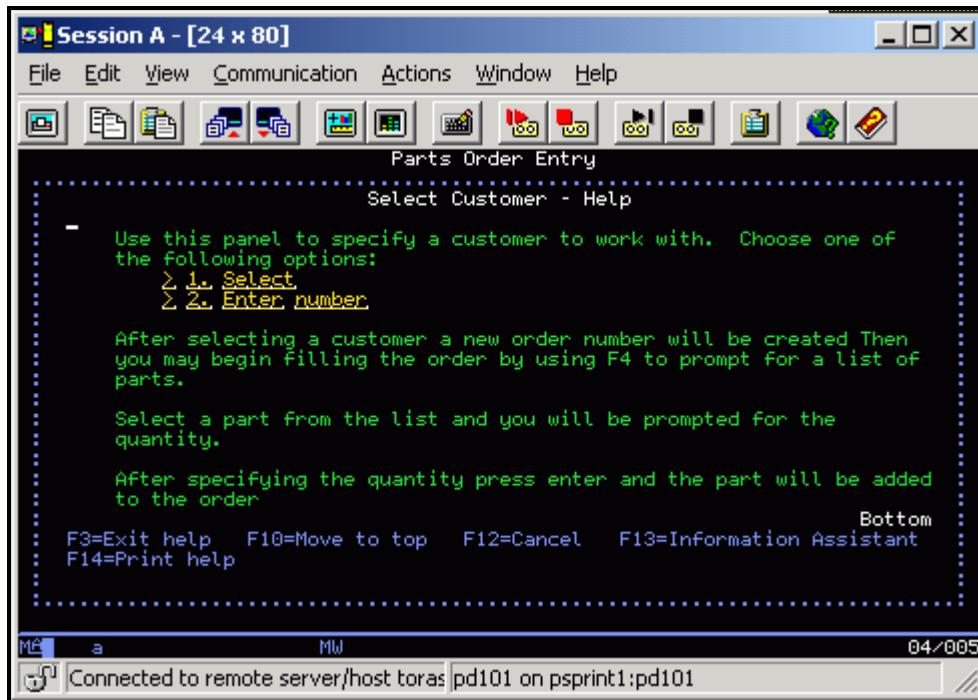 Session A - [24 x 80]
File Edit View Communication Actions Window Help
Parts Order Entry
Select Customer - Help
Use this panel to specify a customer to work with. Choose one of
the following options:
> 1. Select
> 2. Enter number
After selecting a customer a new order number will be created Then
you may begin filling the order by using F4 to prompt for a list of
parts.
Select a part from the list and you will be prompted for the
quantity.
After specifying the quantity press enter and the part will be added
to the order
Bottom
F3=Exit help F10=Move to top F12=Cancel F13=Information Assistant
F14=Print help
MA a MW 04/005
Connected to remote server/host toras pd101 on psprint1:pd101